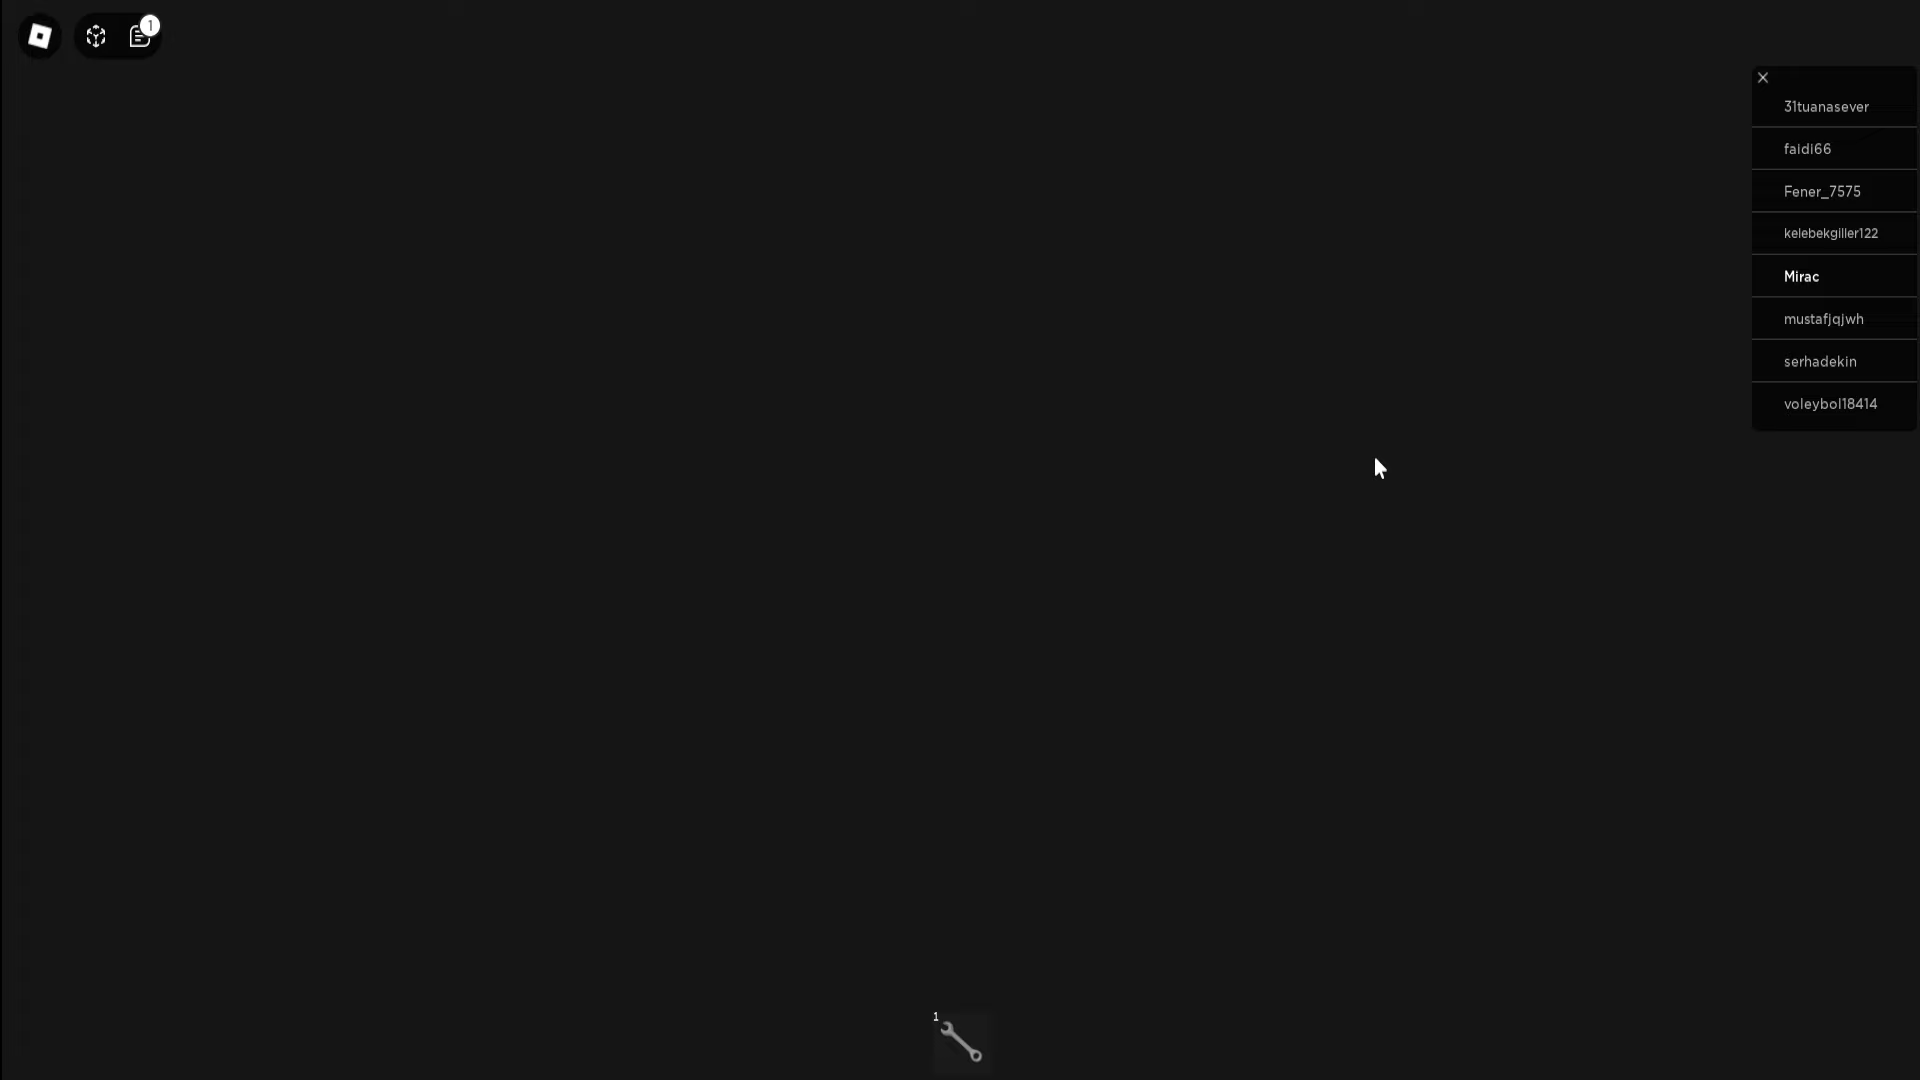 1
31tuanasever
faidi66
Fener_7575
kelebekgiller122
Mirac
mustafjqjwh
serhadekin
voleybol18414
1